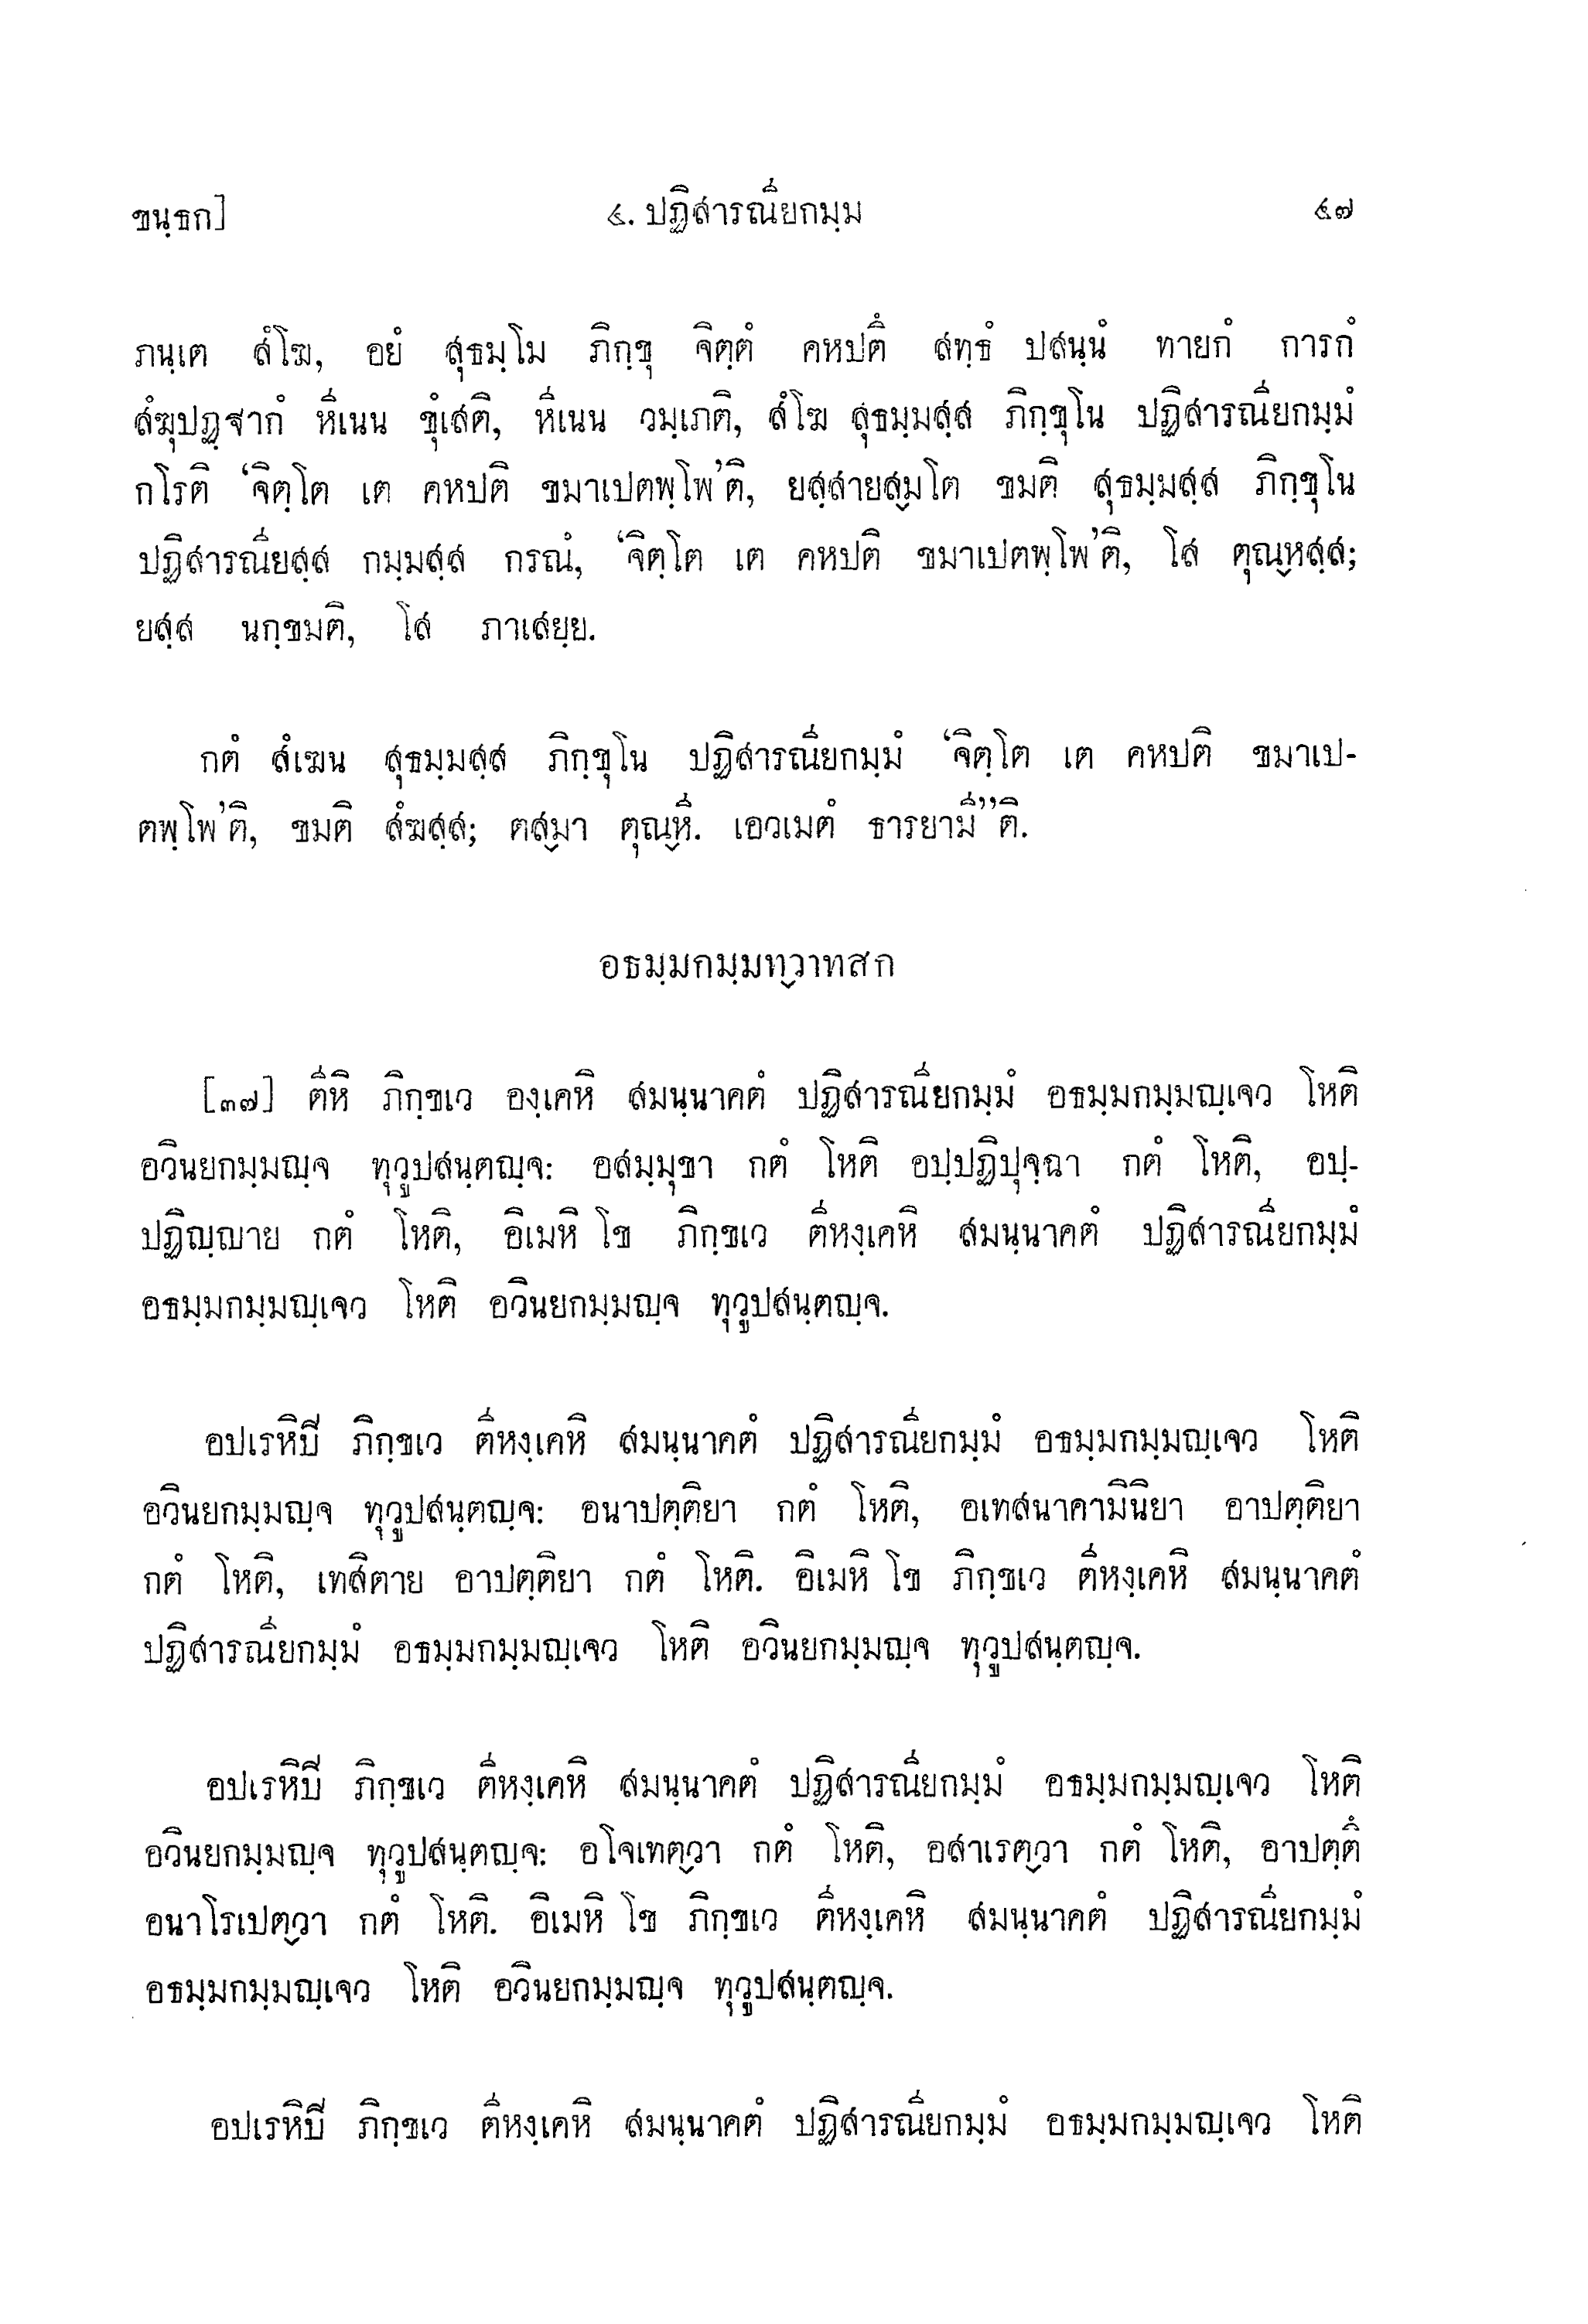 ขนฺธก]
๔. ปฏิสารณียกมฺม
๔๗
ภนฺเต สํโฆ, อยํ สุธมฺโม ภิกฺขุ จิตฺตํ คหปตึ สทฺธํ ปสนฺนํ ทายกํ การกํ
สํฆุปฏฺฐากํ หีเนน ขุํเสติ, หีเนน วมฺเภติ, สํโฆ สุธมฺมสฺส ภิกฺขุโน ปฏิสารณียกมฺมํ
กโรติ ‘จิตฺโต เต คหปติ ขมาเปตพฺโพ’ติ, ยสฺสายสฺมโต ขมติ สุธมฺมสฺส ภิกฺขุโน
ปฏิสารณียสฺส กมฺมสฺส กรณํ, ‘จิตฺโต เต คหปติ ขมาเปตพฺโพ’ติ, โส ตุณฺหสฺส;
ยสฺส นกฺขมติ, โส ภาเสยฺย.
กตํ สํเฆน สุธมฺมสฺส ภิกฺขุโน ปฏิสารณียกมฺมํ ‘จิตฺโต เต คหปติ ขมาเป-
ตพฺโพ’ติ, ขมติ สํฆสฺส; ตสฺมา ตุณฺหี. เอวเมตํ ธารยามี’’ติ.
อธมฺมกมฺมทฺวาทสก
[๓๗] ตีหิ ภิกฺขเว องฺเคหิ สมนฺนาคตํ ปฏิสารณียกมฺมํ อธมฺมกมฺมญฺเจว โหติ
อวินยกมฺมญฺจ ทุวูปสนฺตญฺจ: อสมฺมุขา กตํ โหติ อปฺปฏิปุจฺฉา กตํ โหติ, อปฺ-
ปฏิญฺญาย กตํ โหติ, อิเมหิ โข ภิกฺขเว ตีหงฺเคหิ สมนฺนาคตํ ปฏิสารณียกมฺมํ
อธมฺมกมฺมญฺเจว โหติ อวินยกมฺมญฺจ ทุวูปสนฺตญฺจ.
อปเรหิปี ภิกฺขเว ตีหงฺเคหิ สมนฺนาคตํ ปฏิสารณียกมฺมํ อธมฺมกมฺมญฺเจว โหติ
อวินยกมฺมญฺจ ทุวูปสนฺตญฺจ: อนาปตฺติยา กตํ โหติ, อเทสนาคามินิยา อาปตฺติยา
กตํ โหติ, เทสิตาย อาปตฺติยา กตํ โหติ. อิเมหิ โข ภิกฺขเว ตีหงฺเคหิ สมนฺนาคตํ
ปฏิสารณียกมฺมํ อธมฺมกมฺมญฺเจว โหติ อวินยกมฺมญฺจ ทุวูปสนฺตญฺจ.
อปเรหิปี ภิกฺขเว ตีหงฺเคหิ สมนฺนาคตํ ปฏิสารณียกมฺมํ อธมฺมกมฺมญฺเจว โหติ
อวินยกมฺมญฺจ ทุวูปสนฺตญฺจ: อโจเทตฺวา กตํ โหติ, อสาเรตฺวา กตํ โหติ, อาปตฺตึ
อนาโรเปตฺวา กตํ โหติ. อิเมหิ โข ภิกฺขเว ตีหงฺเคหิ สมนฺนาคตํ ปฏิสารณียกมฺมํ
อธมฺมกมฺมญฺเจว โหติ อวินยกมฺมญฺจ ทุวูปสนฺตญฺจ.
อปเรหิปี ภิกฺขเว ตีหงฺเคหิ สมนฺนาคตํ ปฏิสารณียกมฺมํ อธมฺมกมฺมญฺเจว โหติ